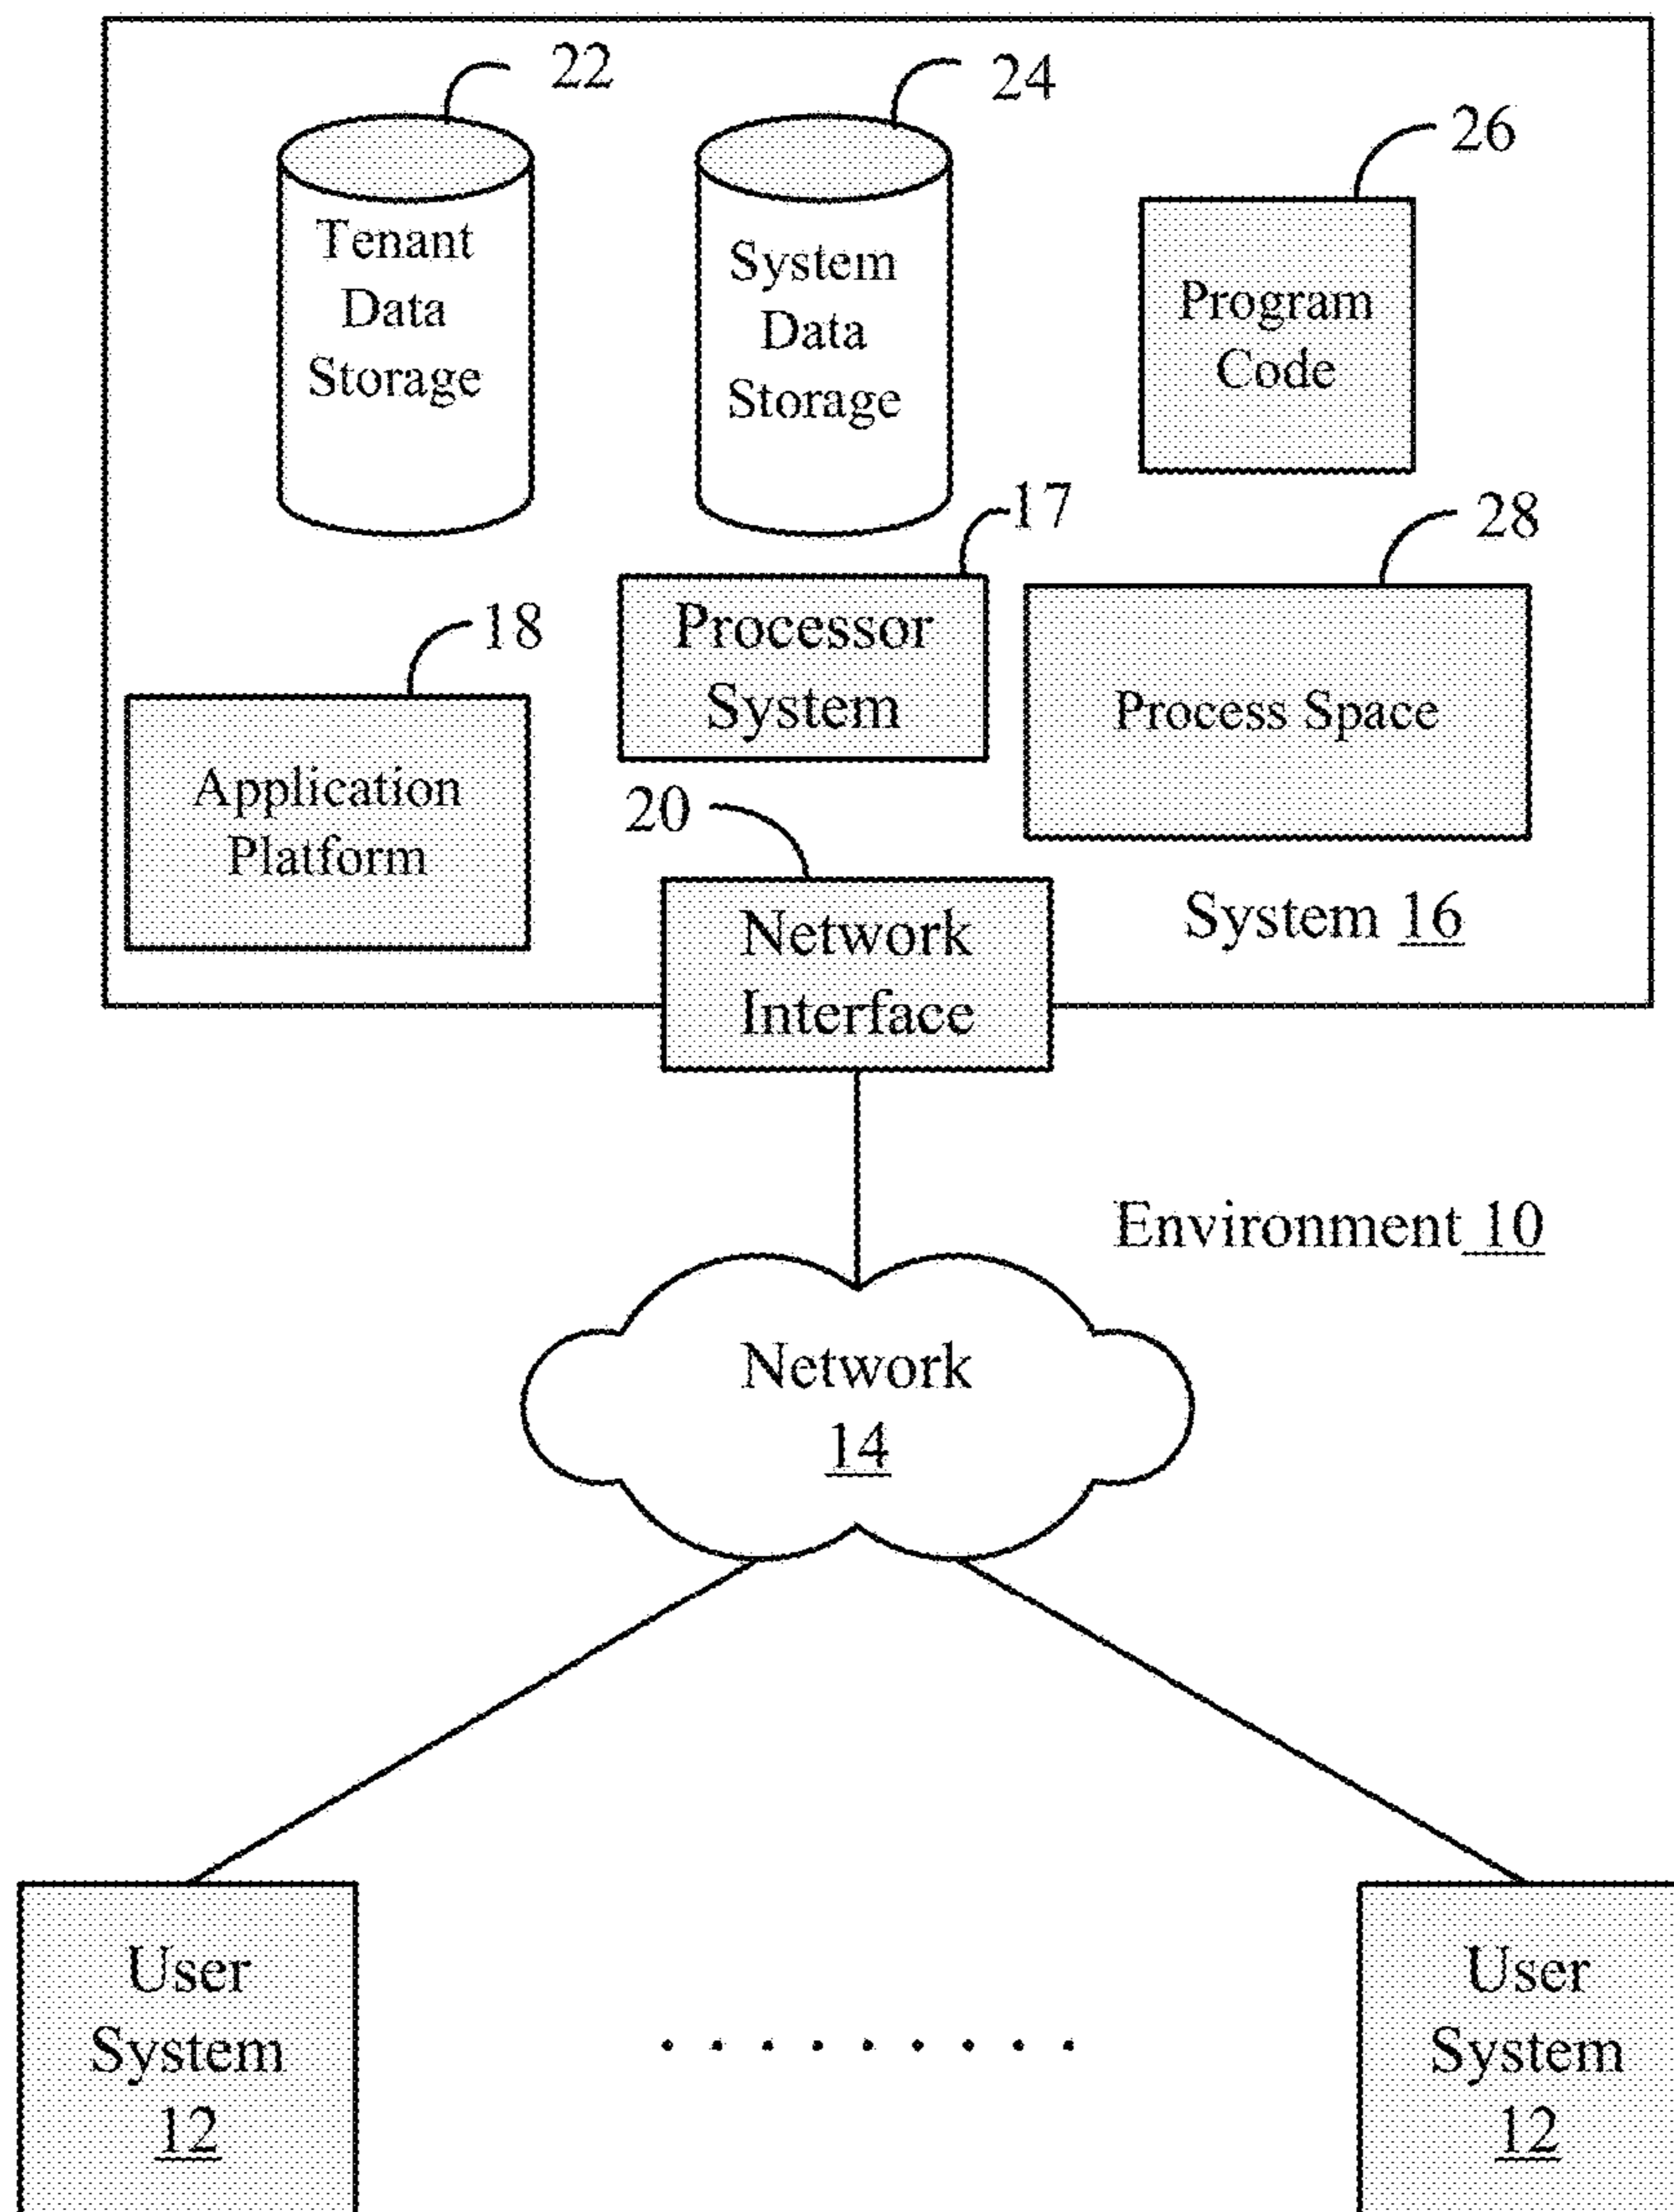 22
24
26
Tenant
Data
Storage
System
Data
Storage
Program
Code
17
28
18
Processor
System
Process Space
Application
Platform
20
Network
Interface
System 16
Environment 10
Network
14
User
System
12
User
System
12